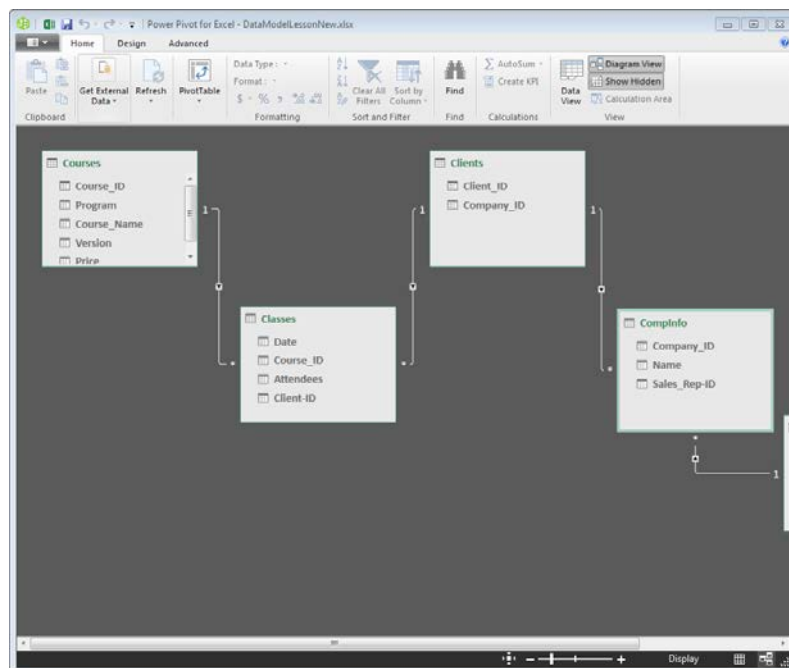 Power Pivot for Excel - DataModelLessonNew.xlsx
Home Design Advanced
Paste
Clipboard
Get External Data
Refresh
PivotTable
Data Type :
Format :
$ % ,
Formatting
Clear All Filters
Sort by Column
Sort and Filter
Find
Find
AutoSum
Create KPI
Calculations
Data View
Diagram View
Show Hidden
Calculation Area
View
Courses
Course_ID
Program
Course_Name
Version
Price
1
Clients
Client_ID
Company_ID
1
1
Classes
Date
Course_ID
Attendees
Client-ID
*
*
CompInfo
Company_ID
Name
Sales_Rep-ID
*
*
1
Display